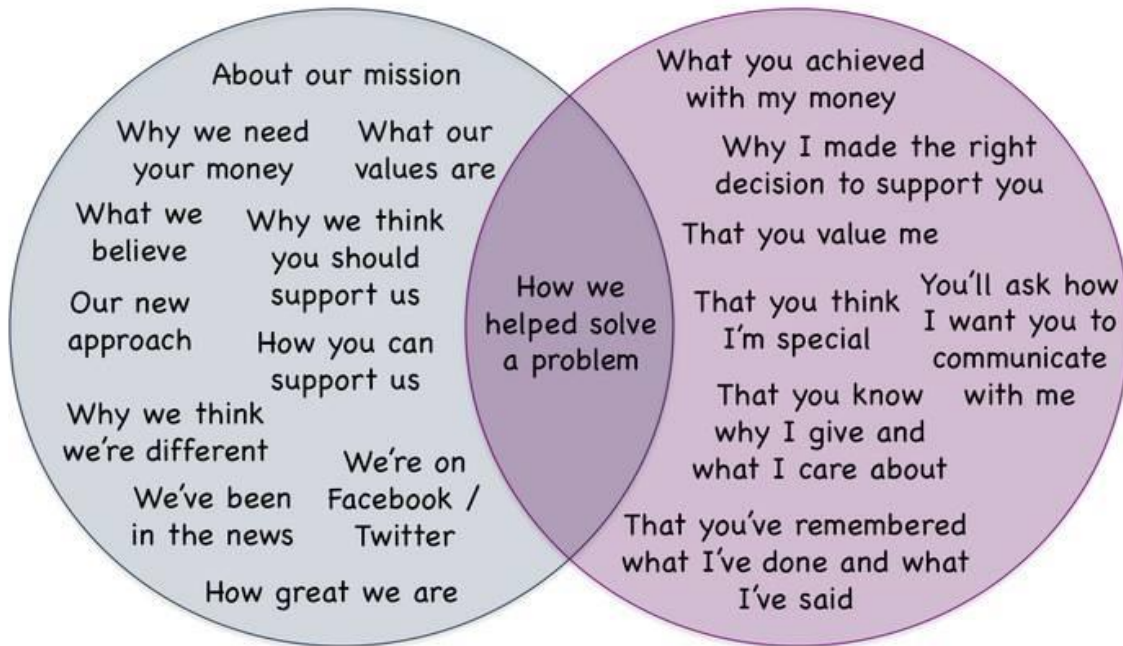 About our mission
Why we need
your money
What our
values are
What we
believe
Why we think
you should
support us
Our new
approach
How you can
support us
Why we think
we're different
We've been
in the news
We're on
Facebook /
Twitter
How great we are
How we
helped solve
a problem
What you achieved
with my money
Why I made the right
decision to support you
That you value me
That you think
I'm special
You'll ask how
I want you to
communicate
with me
That you know
why I give and
what I care about
That you've remembered
what I've done and what
I've said